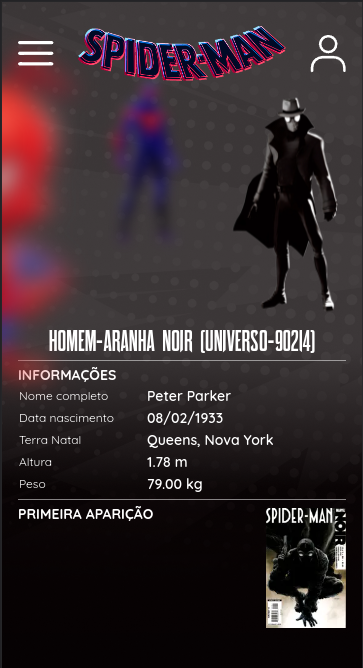 SPIDER-MAN
HOMEM-ARANHA NOIR (UNIVERSO-90214)
INFORMAÇÕES
Nome completo Peter Parker
Data nascimento 08/02/1933
Terra Natal Queens, Nova York
Altura 1.78 m
Peso 79.00 kg
PRIMEIRA APARIÇÃO
SPIDER-MAN
NOIR